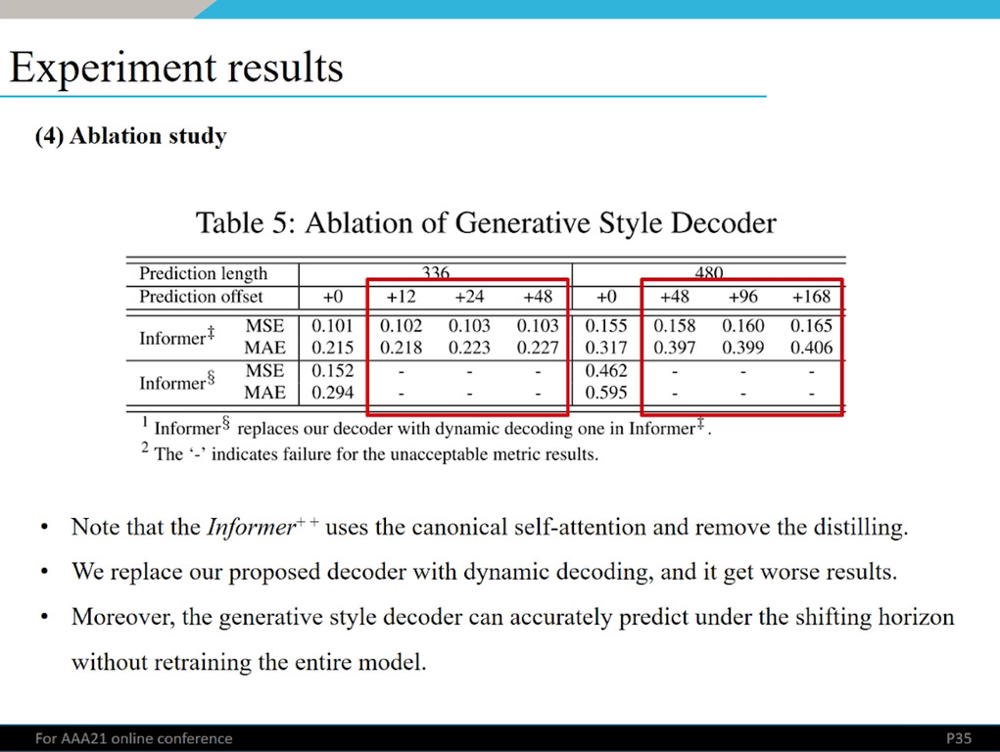 Experiment results
(4) Ablation study
Table 5: Ablation of Generative Style Decoder
Prediction length 336 480
Prediction offset +0 +12 +24 +48 +0 +48 +96 +168
Informer‡ MSE 0.101 0.102 0.103 0.103 0.155 0.158 0.160 0.165
MAE 0.215 0.218 0.223 0.227 0.317 0.397 0.399 0.406
Informer§ MSE 0.152 - - - 0.462 - - -
MAE 0.294 - - - 0.595 - - -
1 Informer§ replaces our decoder with dynamic decoding one in Informer‡.
2 The ‘-’ indicates failure for the unacceptable metric results.
• Note that the Informer++ uses the canonical self-attention and remove the distilling.
• We replace our proposed decoder with dynamic decoding, and it get worse results.
• Moreover, the generative style decoder can accurately predict under the shifting horizon
without retraining the entire model.
For AAA21 online conference P35